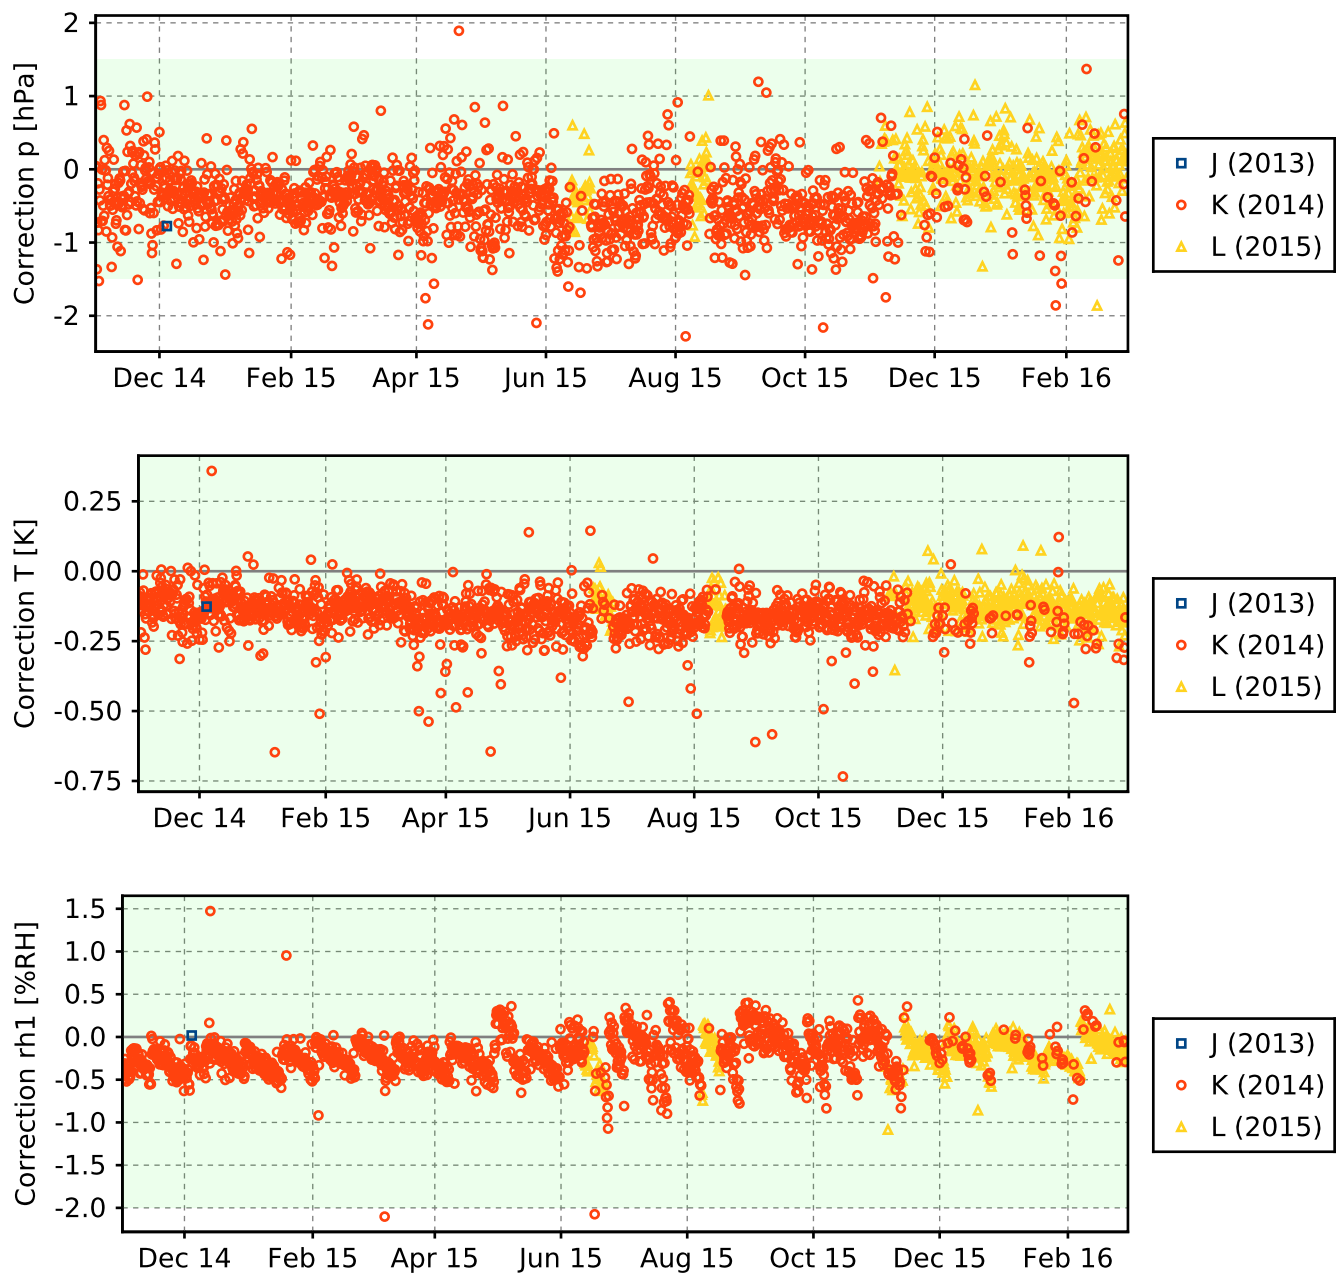 Correction p [hPa]
2
1
0
-1
-2
Dec 14 Feb 15 Apr 15 Jun 15 Aug 15 Oct 15 Dec 15 Feb 16
J (2013)
K (2014)
L (2015)
Correction T [K]
0.25
0.00
-0.25
-0.50
-0.75
Dec 14 Feb 15 Apr 15 Jun 15 Aug 15 Oct 15 Dec 15 Feb 16
J (2013)
K (2014)
L (2015)
Correction rh1 [%RH]
1.5
1.0
0.5
0.0
-0.5
-1.0
-1.5
-2.0
Dec 14 Feb 15 Apr 15 Jun 15 Aug 15 Oct 15 Dec 15 Feb 16
J (2013)
K (2014)
L (2015)